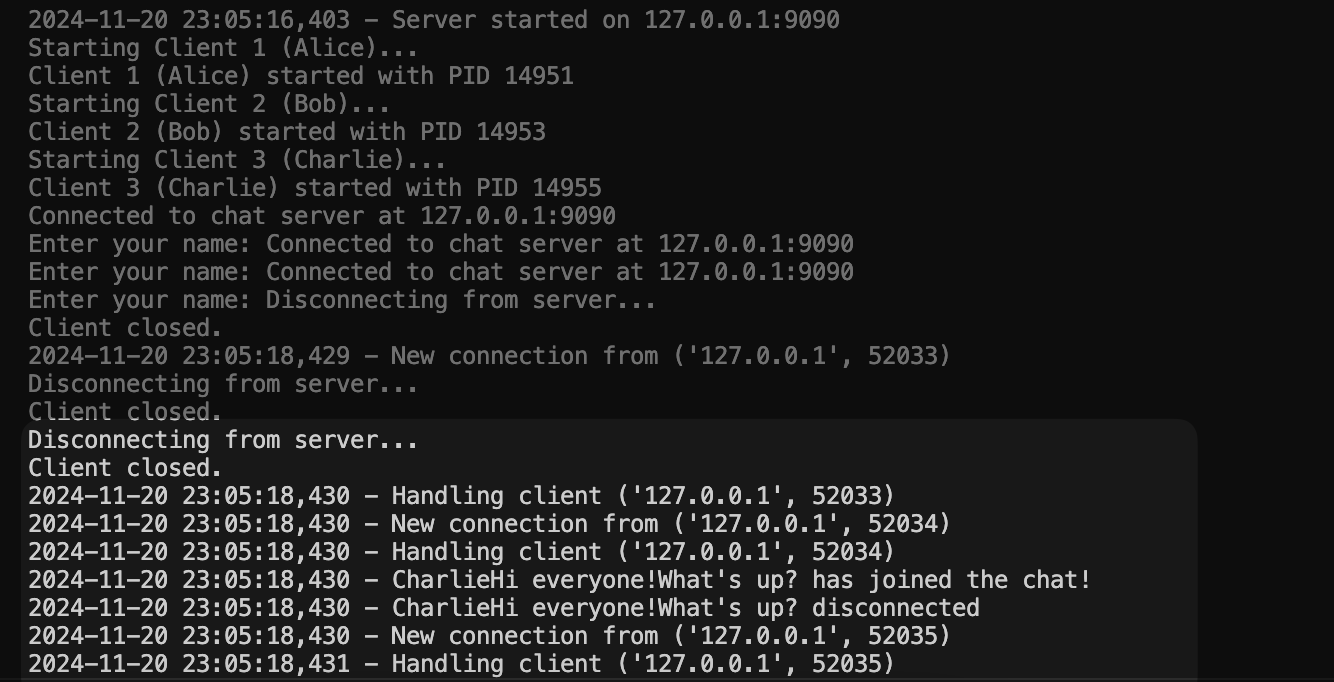 2024-11-20 23:05:16,403 - Server started on 127.0.0.1:9090
Starting Client 1 (Alice)...
Client 1 (Alice) started with PID 14951
Starting Client 2 (Bob)...
Client 2 (Bob) started with PID 14953
Starting Client 3 (Charlie)...
Client 3 (Charlie) started with PID 14955
Connected to chat server at 127.0.0.1:9090
Enter your name: Connected to chat server at 127.0.0.1:9090
Enter your name: Connected to chat server at 127.0.0.1:9090
Enter your name: Disconnecting from server...
Client closed.
2024-11-20 23:05:18,429 - New connection from ('127.0.0.1', 52033)
Disconnecting from server...
Client closed.
Disconnecting from server...
Client closed.
2024-11-20 23:05:18,430 - Handling client ('127.0.0.1', 52033)
2024-11-20 23:05:18,430 - New connection from ('127.0.0.1', 52034)
2024-11-20 23:05:18,430 - Handling client ('127.0.0.1', 52034)
2024-11-20 23:05:18,430 - CharlieHi everyone!What's up? has joined the chat!
2024-11-20 23:05:18,430 - CharlieHi everyone!What's up? disconnected
2024-11-20 23:05:18,430 - New connection from ('127.0.0.1', 52035)
2024-11-20 23:05:18,431 - Handling client ('127.0.0.1', 52035)